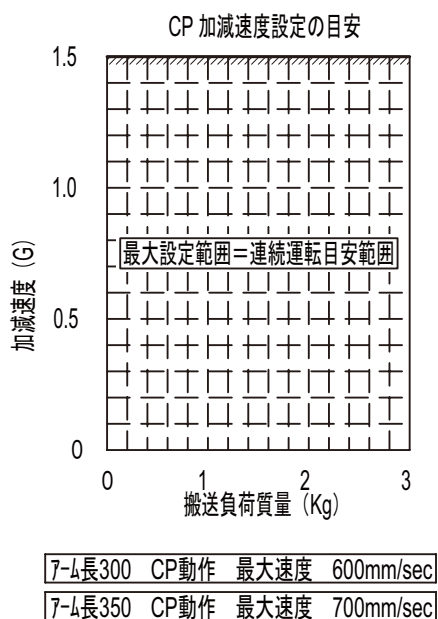 CP 加減速度設定の目安
1.5
1.0
0.5
0
加減速度 (G)
最大設定範囲＝連続運転目安範囲
0 1 2 3
搬送負荷質量 (Kg)
ｱｰﾑ長300 CP動作 最大速度 600mm/sec
ｱｰﾑ長350 CP動作 最大速度 700mm/sec